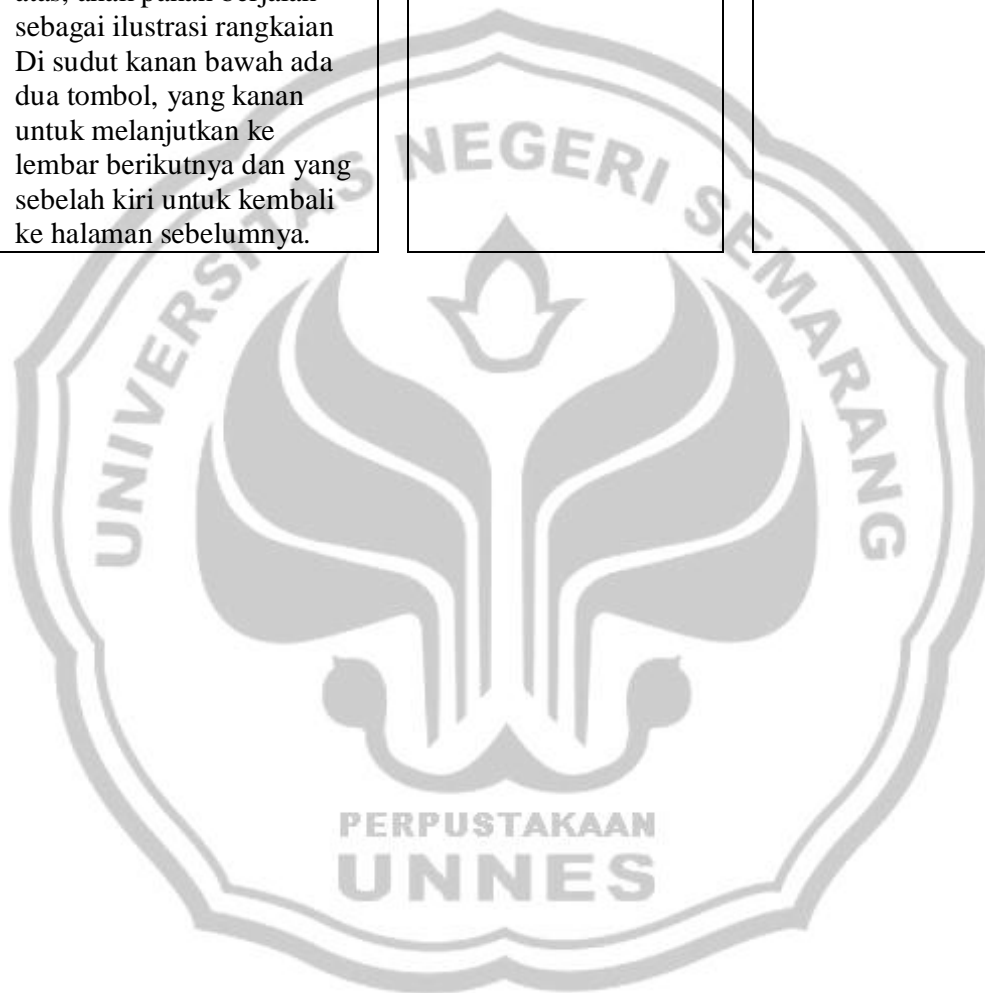 sebagai ilustrasi rangkaian
Di sudut kanan bawah ada
dua tombol, yang kanan
untuk melanjutkan ke
lembar berikutnya dan yang
sebelah kiri untuk kembali
ke halaman sebelumnya.
UNIVERSITAS NEGERI SEMARANG
PERPUSTAKAAN
UNNES